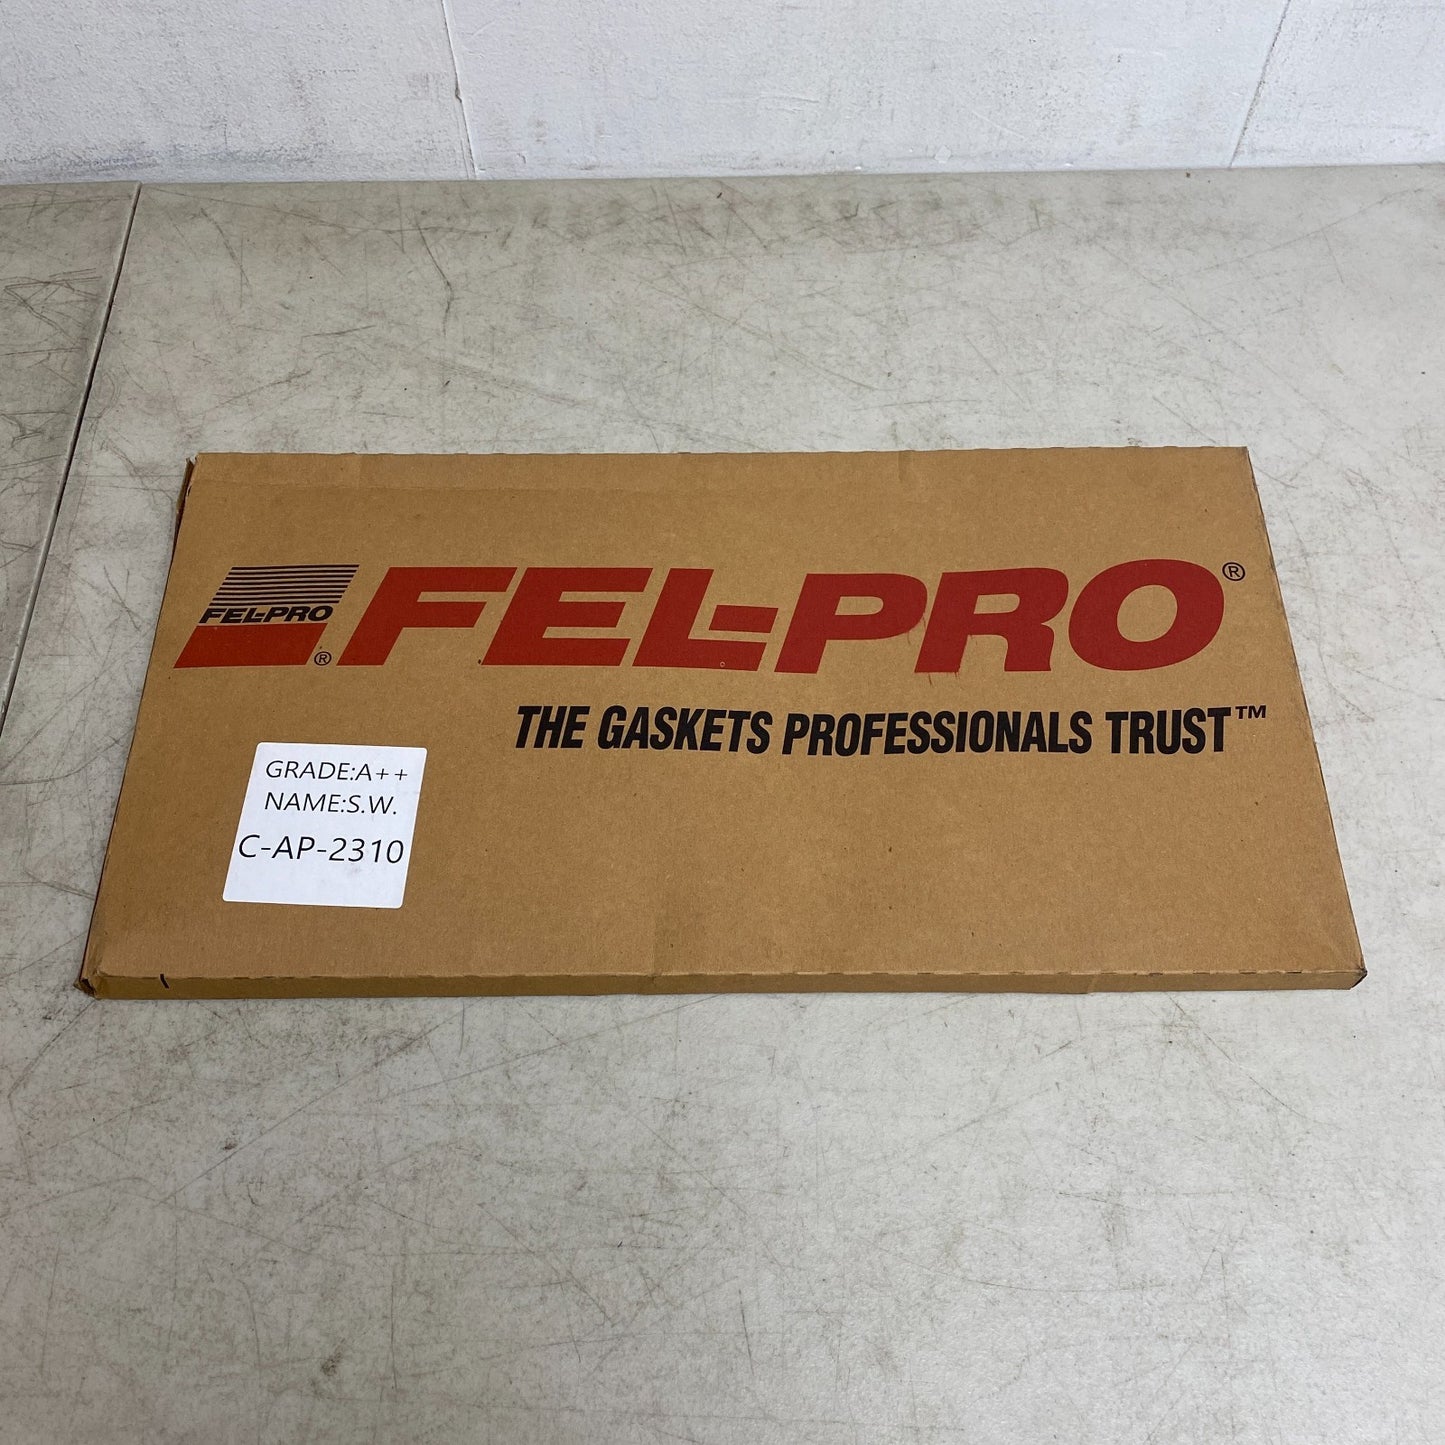 FEL-PRO®
FEL-PRO®
THE GASKETS PROFESSIONALS TRUST™
GRADE:A++
NAME:S.W.
C-AP-2310